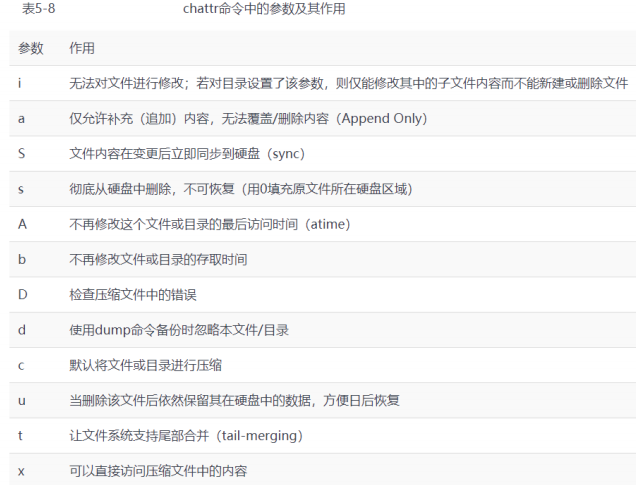 表5-8 chattr命令中的参数及其作用
参数 作用
i 无法对文件进行修改；若对目录设置了该参数，则仅能修改其中的子文件内容而不能新建或删除文件
a 仅允许补充（追加）内容，无法覆盖/删除内容（Append Only）
S 文件内容在变更后立即同步到硬盘（sync）
s 彻底从硬盘中删除，不可恢复（用0填充原文件所在硬盘区域）
A 不再修改这个文件或目录的最后访问时间（atime）
b 不再修改文件或目录的存取时间
D 检查压缩文件中的错误
d 使用dump命令备份时忽略本文件/目录
c 默认将文件或目录进行压缩
u 当删除该文件后依然保留其在硬盘中的数据，方便日后恢复
t 让文件系统支持尾部合并（tail-merging）
x 可以直接访问压缩文件中的内容